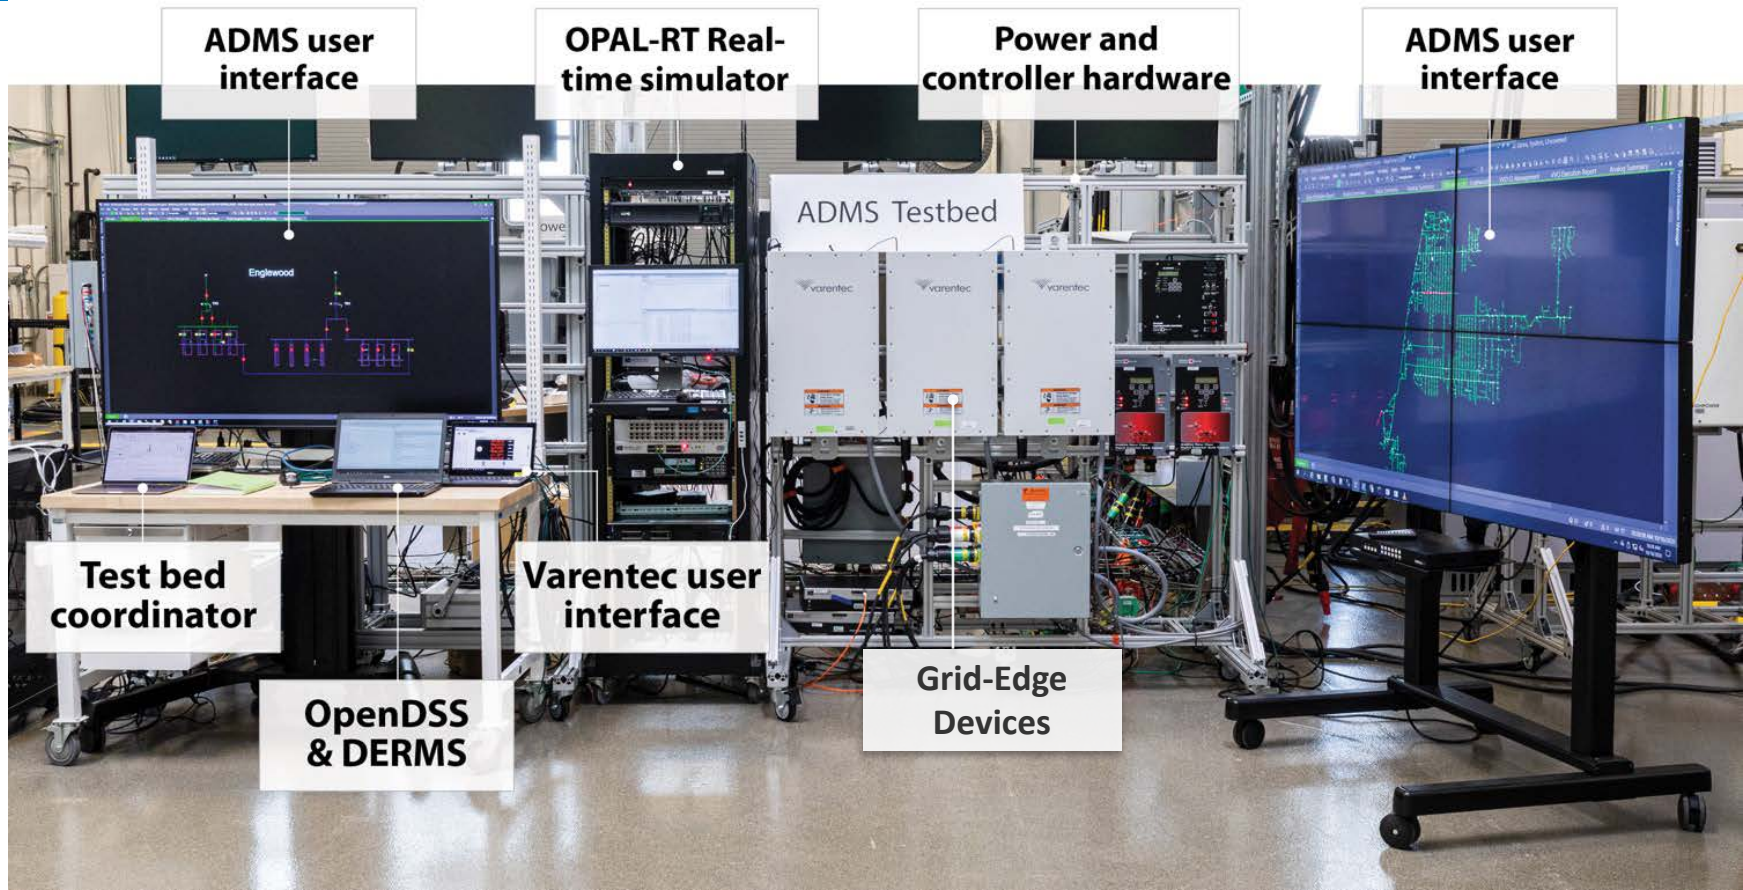 ADMS user
interface
OPAL-RT Real-
time simulator
Power and
controller hardware
ADMS user
interface
ADMS Testbed
Englewood
varentec
varentec
varentec
Test bed
coordinator
Varentec user
interface
OpenDSS
& DERMS
Grid-Edge
Devices